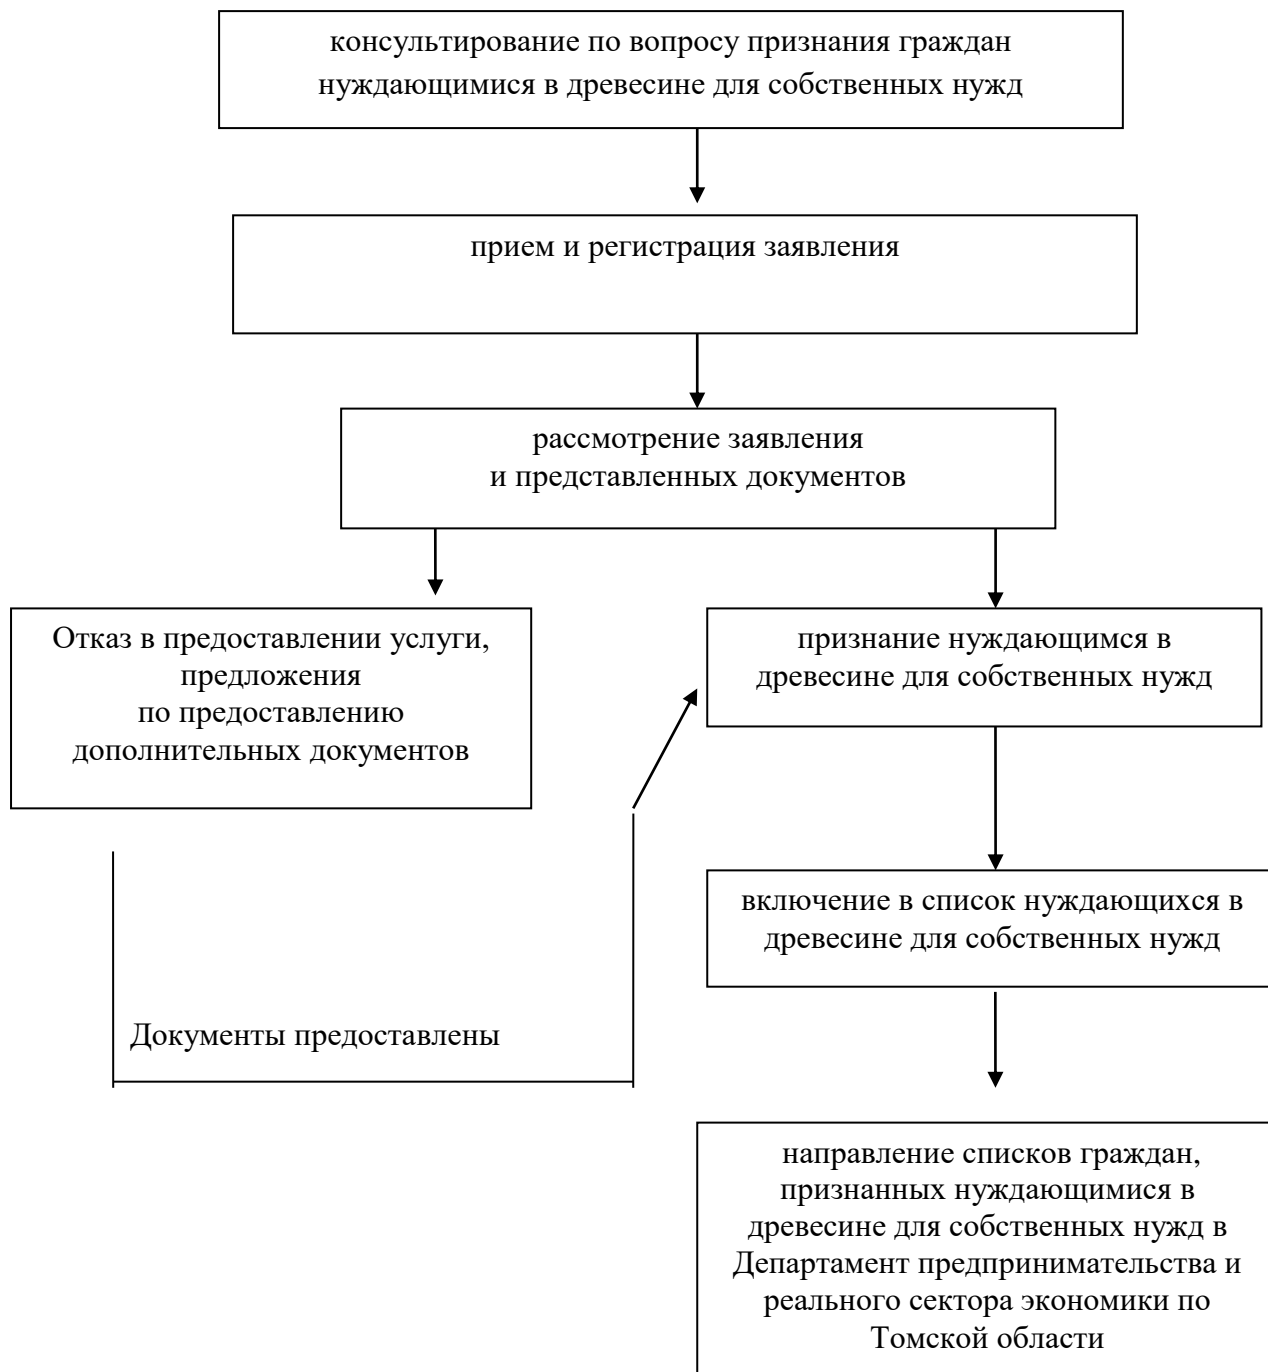 консультирование по вопросу признания граждан
нуждающимися в древесине для собственных нужд
прием и регистрация заявления
рассмотрение заявления
и представленных документов
Отказ в предоставлении услуги,
предложения
по предоставлению
дополнительных документов
признание нуждающимся в
древесине для собственных нужд
включение в список нуждающихся в
древесине для собственных нужд
Документы предоставлены
направление списков граждан,
признанных нуждающимися в
древесине для собственных нужд в
Департамент предпринимательства и
реального сектора экономики по
Томской области